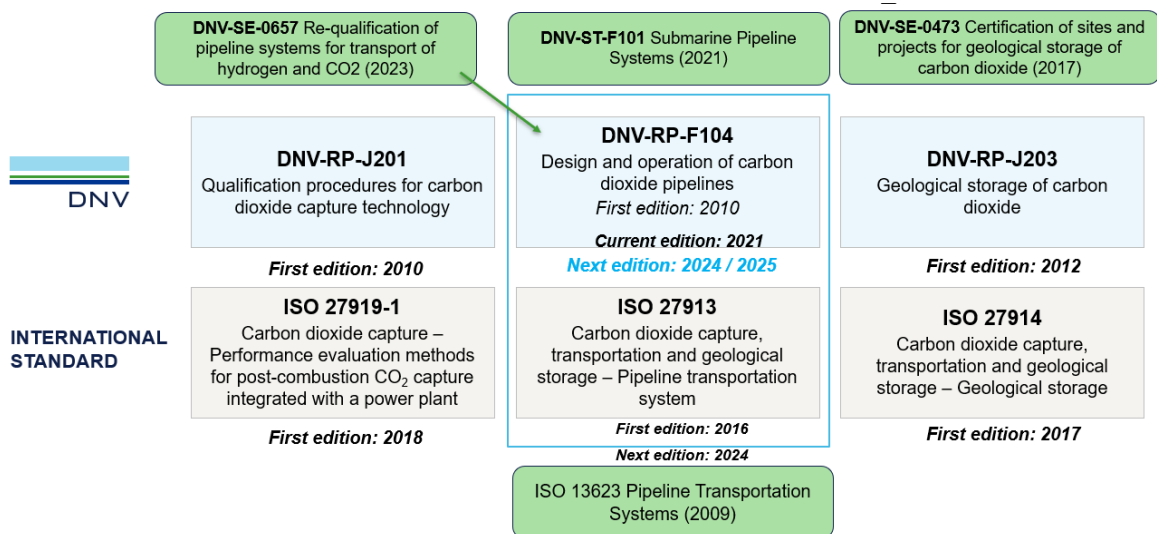 DNV-SE-0657 Re-qualification of
pipeline systems for transport of
hydrogen and CO2 (2023)
DNV-ST-F101 Submarine Pipeline
Systems (2021)
DNV-SE-0473 Certification of sites and
projects for geological storage of
carbon dioxide (2017)
DNV
DNV-RP-J201
Qualification procedures for carbon
dioxide capture technology
First edition: 2010
DNV-RP-F104
Design and operation of carbon
dioxide pipelines
First edition: 2010
Current edition: 2021
Next edition: 2024 / 2025
DNV-RP-J203
Geological storage of carbon
dioxide
First edition: 2012
INTERNATIONAL
STANDARD
ISO 27919-1
Carbon dioxide capture –
Performance evaluation methods
for post-combustion CO₂ capture
integrated with a power plant
First edition: 2018
ISO 27913
Carbon dioxide capture,
transportation and geological
storage – Pipeline transportation
system
First edition: 2016
Next edition: 2024
ISO 27914
Carbon dioxide capture,
transportation and geological
storage – Geological storage
First edition: 2017
ISO 13623 Pipeline Transportation
Systems (2009)